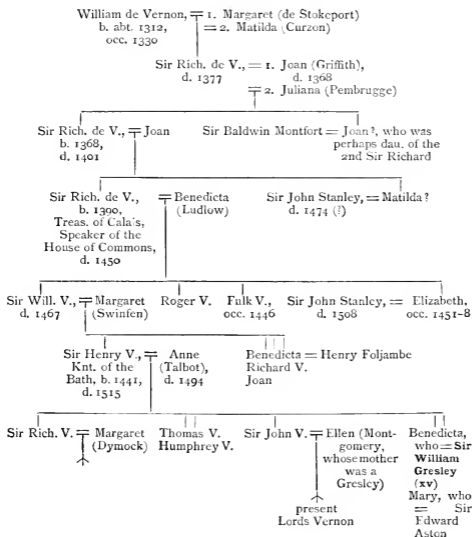 William de Vernon, = 1. Margaret (de Stokeport)
b. abt. 1312, = 2. Matilda (Curzon)
occ. 1330
Sir Rich. de V., = 1. Joan (Griffith),
d. 1377 d. 1368
= 2. Juliana (Pembrugge)
Sir Rich. de V., = Joan Sir Baldwin Montfort = Joan?, who was
b. 1368, perhaps dau. of the
d. 1401 2nd Sir Richard
Sir Rich. de V., = Benedicta Sir John Stanley, = Matilda?
b. 1390, (Ludlow) d. 1474 (?)
Treas. of Calais,
Speaker of the
House of Commons,
d. 1450
Sir Will. V., = Margaret Roger V. Fulk V., Sir John Stanley, = Elizabeth,
d. 1467 (Swinfen) occ. 1446 d. 1508 occ. 1451-8
Sir Henry V., = Anne Benedicta = Henry Foljambe
Knt. of the (Talbot), Richard V.
Bath, b. 1441, d. 1494 Joan
d. 1515
Sir Rich. V. = Margaret Thomas V. Sir John V. = Ellen (Mont- Benedicta,
(Dymock) Humphrey V. gomery, who = Sir
whose mother William
was a Gresley
Gresley) (xv)
Mary, who
present = Sir
Lords Vernon Edward
Aston